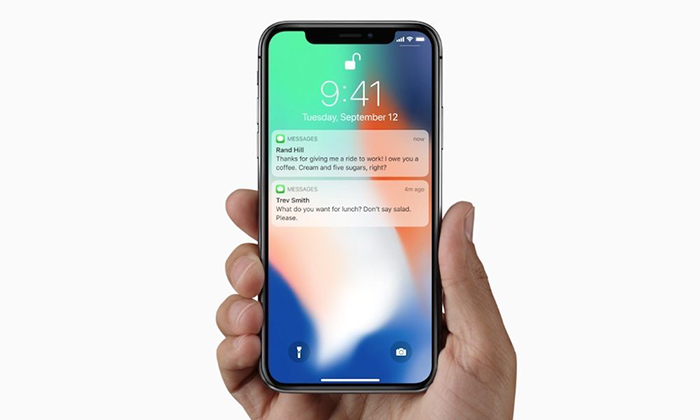 9:41
Tuesday, September 12
MESSAGES now
Rand Hill
Thanks for giving me a ride to work! I owe you a
coffee. Cream and five sugars, right?
MESSAGES 4m ago
Trev Smith
What do you want for lunch? Don't say salad.
Please.